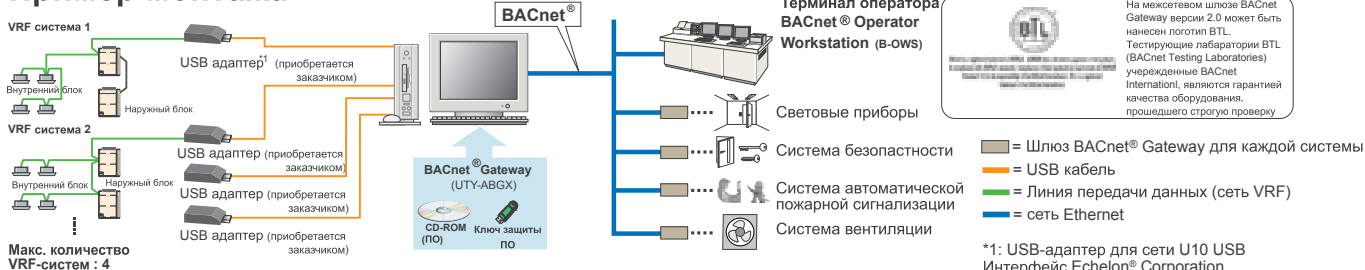 VRF система 1
USB адаптер*1 (приобретается
заказчиком)
Внутренний блок
Наружный блок
VRF система 2
USB адаптер (приобретается
заказчиком)
Внутренний блок
Наружный блок
USB адаптер (приобретается
заказчиком)
USB адаптер (приобретается
заказчиком)
Макс. количество
VRF-систем : 4
BACnet®
BACnet ® Gateway
(UTY-ABGX)
CD-ROM
(ПО)
Ключ защиты
ПО
Терминал оператора
BACnet ® Operator
Workstation (B-OWS)
Световые приборы
Система безопастности
Система автоматической
пожарной сигнализации
Система вентиляции
BTL
На межсетевом шлюзе BACnet
Gateway версии 2.0 может быть
нанесен логотип BTL.
Тестирующие лабаратории BTL
(BACnet Testing Laboratories)
учережденные BACnet
Internationl, являются гарантией
качества оборудования,
прошедшего строгую проверку
= Шлюз BACnet® Gateway для каждой системы
= USB кабель
= Линия передачи данных (сеть VRF)
= сеть Ethernet
*1: USB-адаптер для сети U10 USB
Интерфейс Echelon® Corporation